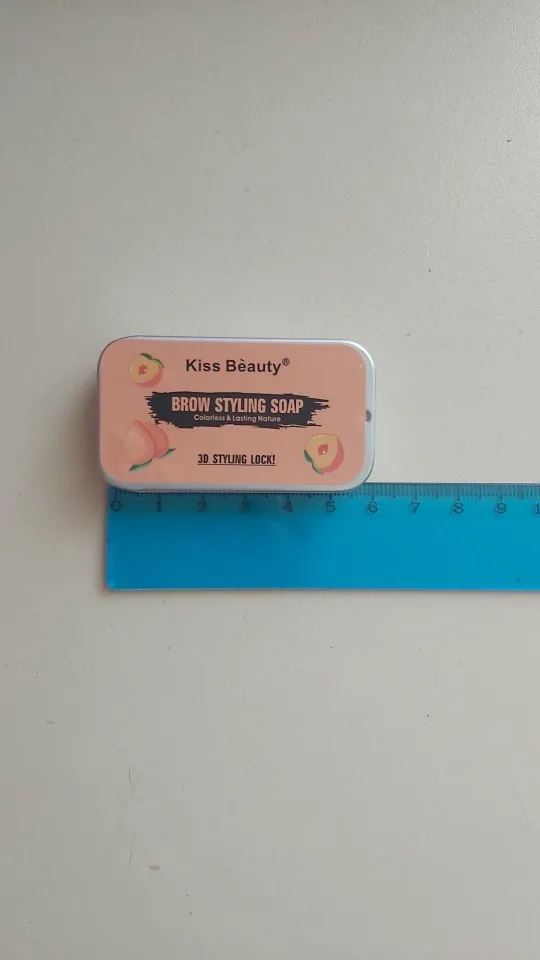 Kiss Bèauty®
BROW STYLING SOAP
Colorless & Lasting Nature
3D STYLING LOCK!
0 1 2 3 4 5 6 7 8 9 1